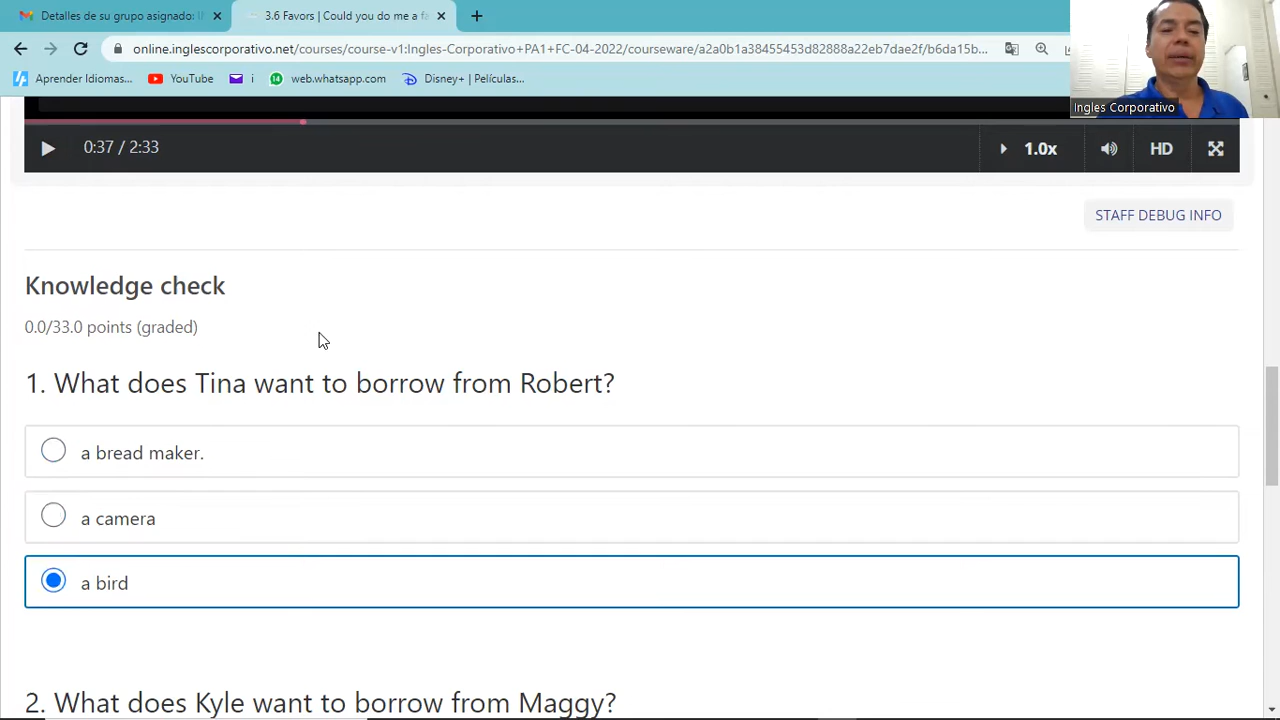 Detalles de su grupo asignado: I
3.6 Favors | Could you do me a fa
online.inglescorporativo.net/courses/course-v1:Ingles-Corporativo+PA1+FC-04-2022/courseware/a2a0b1a38455453d82888a22eb7dae2f/b6da15b...
Aprender Idiomas...
YouTube
i
14
web.whatsapp.com
Disney+ | Películas...
Ingles Corporativo
0:37 / 2:33
1.0x
HD
STAFF DEBUG INFO
Knowledge check
0.0/33.0 points (graded)
1. What does Tina want to borrow from Robert?
a bread maker.
a camera
a bird
2. What does Kyle want to borrow from Maggy?